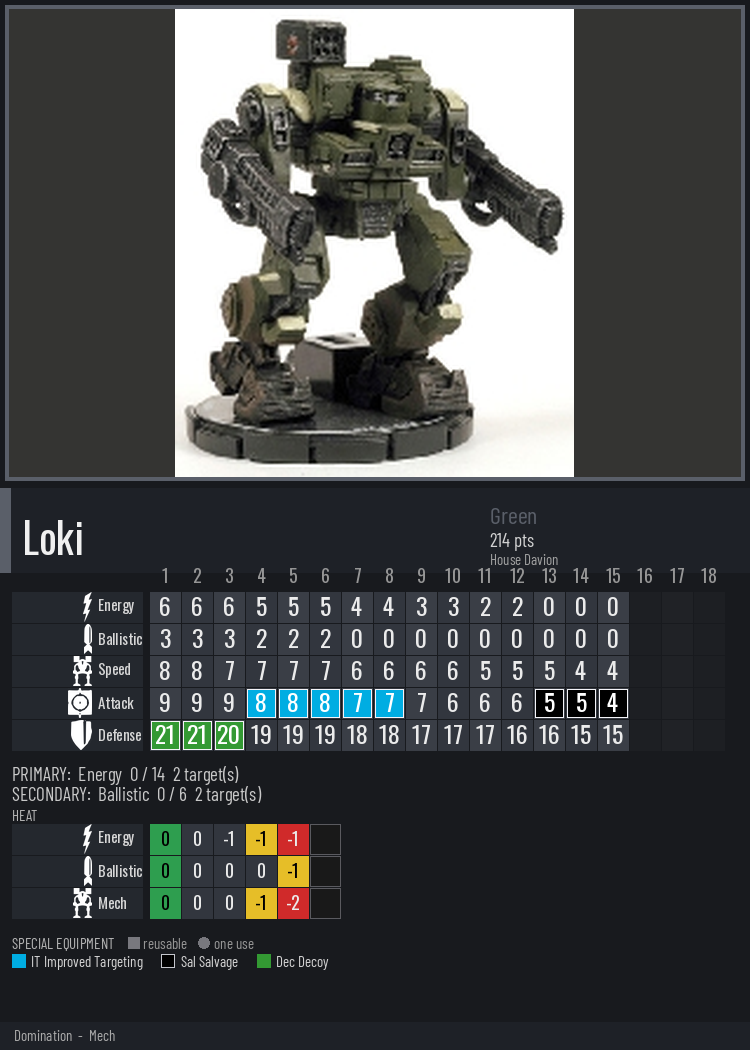 Loki
Green
214 pts
House Davion
1 2 3 4 5 6 7 8 9 10 11 12 13 14 15 16 17 18
Energy 6 6 6 5 5 5 4 4 3 3 2 2 0 0 0
Ballistic 3 3 3 2 2 2 0 0 0 0 0 0 0 0 0
Speed 8 8 7 7 7 7 6 6 6 6 5 5 5 4 4
Attack 9 9 9 8 8 8 7 7 7 6 6 6 5 5 4
Defense 21 21 20 19 19 19 18 18 17 17 17 16 16 15 15
PRIMARY: Energy 0 / 14 2 target(s)
SECONDARY: Ballistic 0 / 6 2 target(s)
HEAT
Energy 0 0 -1 -1 -1
Ballistic 0 0 0 0 -1
Mech 0 0 0 -1 -2
SPECIAL EQUIPMENT reusable one use
IT Improved Targeting Sal Salvage Dec Decoy
Domination - Mech